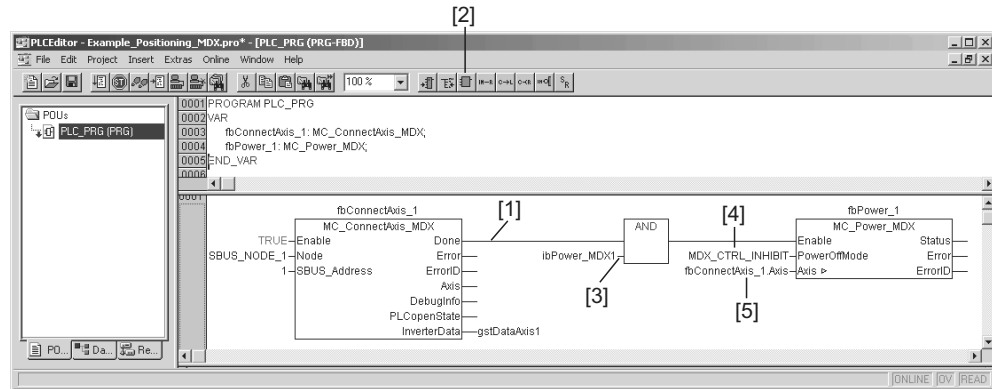 [2]
PLCEditor - Example_Positioning_MDX.pro* - [PLC_PRG (PRG-FBD)]
File Edit Project Insert Extras Online Window Help
100 %
POUs
PLC_PRG (PRG)
0001 PROGRAM PLC_PRG
0002 VAR
0003 fbConnectAxis_1: MC_ConnectAxis_MDX;
0004 fbPower_1: MC_Power_MDX;
0005 END_VAR
0006
0001
fbConnectAxis_1
MC_ConnectAxis_MDX
TRUE Enable Done
SBUS_NODE_1 Node Error
1 SBUS_Address ErrorID
Axis
DebugInfo
PLCopenState
InverterData gstDataAxis1
[1]
AND
ibPower_MDX1
[3]
[4]
fbPower_1
MC_Power_MDX
Enable Status
MDX_CTRL_INHIBIT PowerOffMode Error
fbConnectAxis_1.Axis Axis ▹ ErrorID
[5]
PO... Da... Re...
ONLINE OV READ